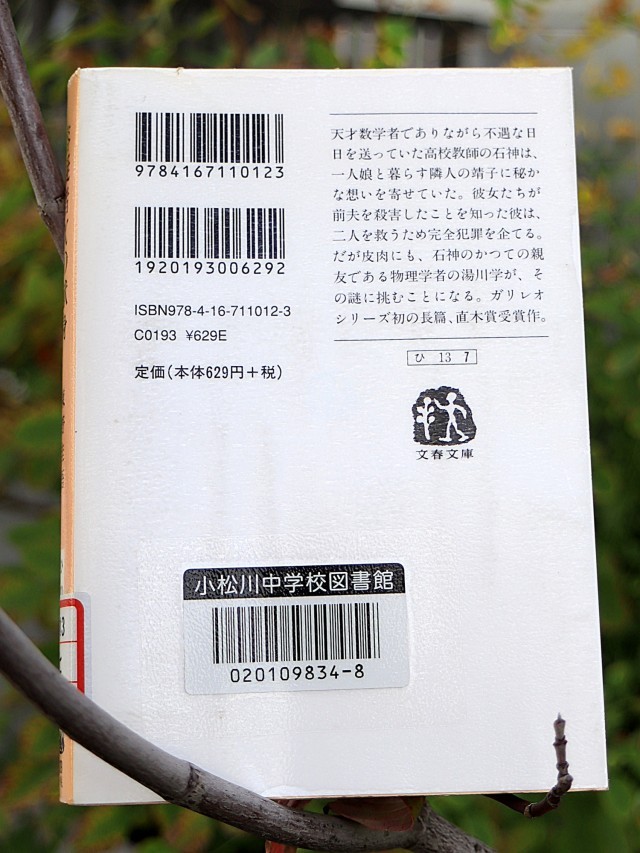 9784167110123
1920193006292
ISBN978-4-16-711012-3
C0193 ¥629E
定価(本体629円+税)
天才数学者でありながら不遇な日
日を送っていた高校教師の石神は、
一人娘と暮らす隣人の靖子に秘か
な想いを寄せていた。彼女たちが
前夫を殺害したことを知った彼は、
二人を救うため完全犯罪を企てる。
だが皮肉にも、石神のかつての親
友である物理学者の湯川学が、そ
の謎に挑むことになる。ガリレオ
シリーズ初の長篇、直木賞受賞作。
ひ 13 7
文春文庫
小松川中学校図書館
020109834-8